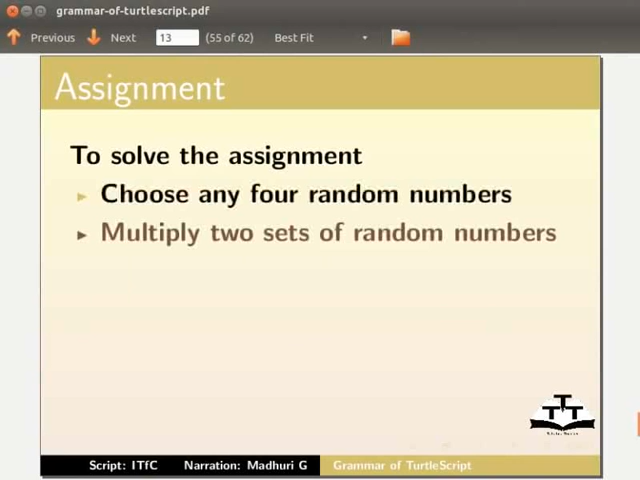 grammar-of-turtlescript.pdf
Previous Next 13 (55 of 62) Best Fit
Assignment
To solve the assignment
Choose any four random numbers
Multiply two sets of random numbers
TTT
Script: ITfC Narration: Madhuri G Grammar of TurtleScript